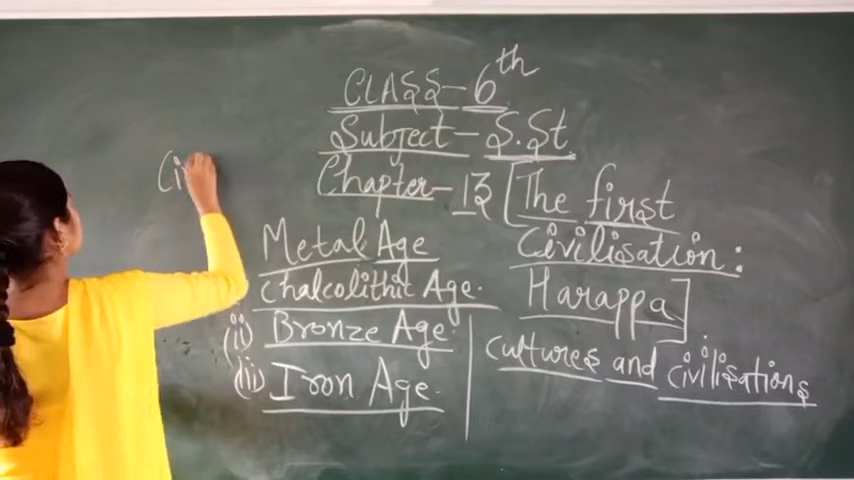 CLASS - 6th
Subject - S.St
Chapter - 13 [The first
Civilisation:
Harappa]
Metal Age
Chalcolithic Age.
(ii) Bronze Age.
(iii) Iron Age.
cultures and civilisations
(i